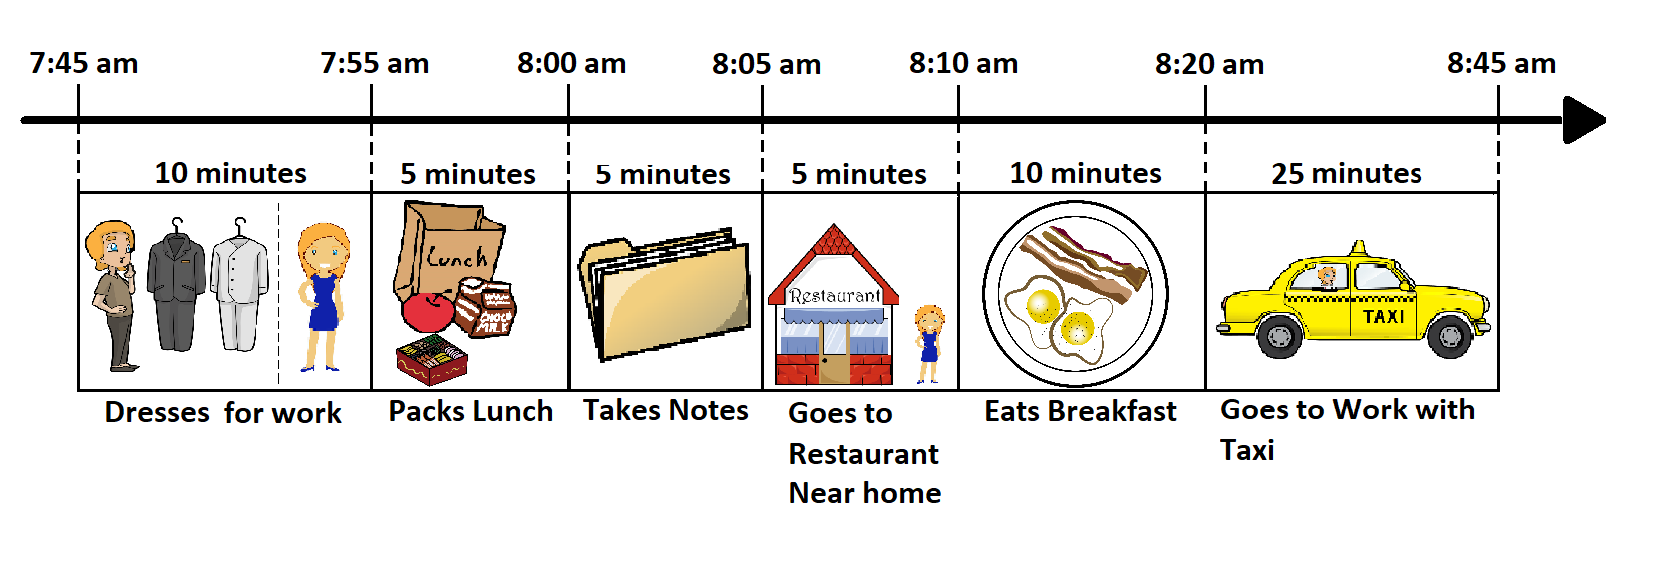 7:45 am 7:55 am 8:00 am 8:05 am 8:10 am 8:20 am 8:45 am
10 minutes 5 minutes 5 minutes 5 minutes 10 minutes 25 minutes
Lunch
CHOCO
MILK
Restaurant
TAXI
Dresses for work
Packs Lunch
Takes Notes
Goes to
Restaurant
Near home
Eats Breakfast
Goes to Work with
Taxi